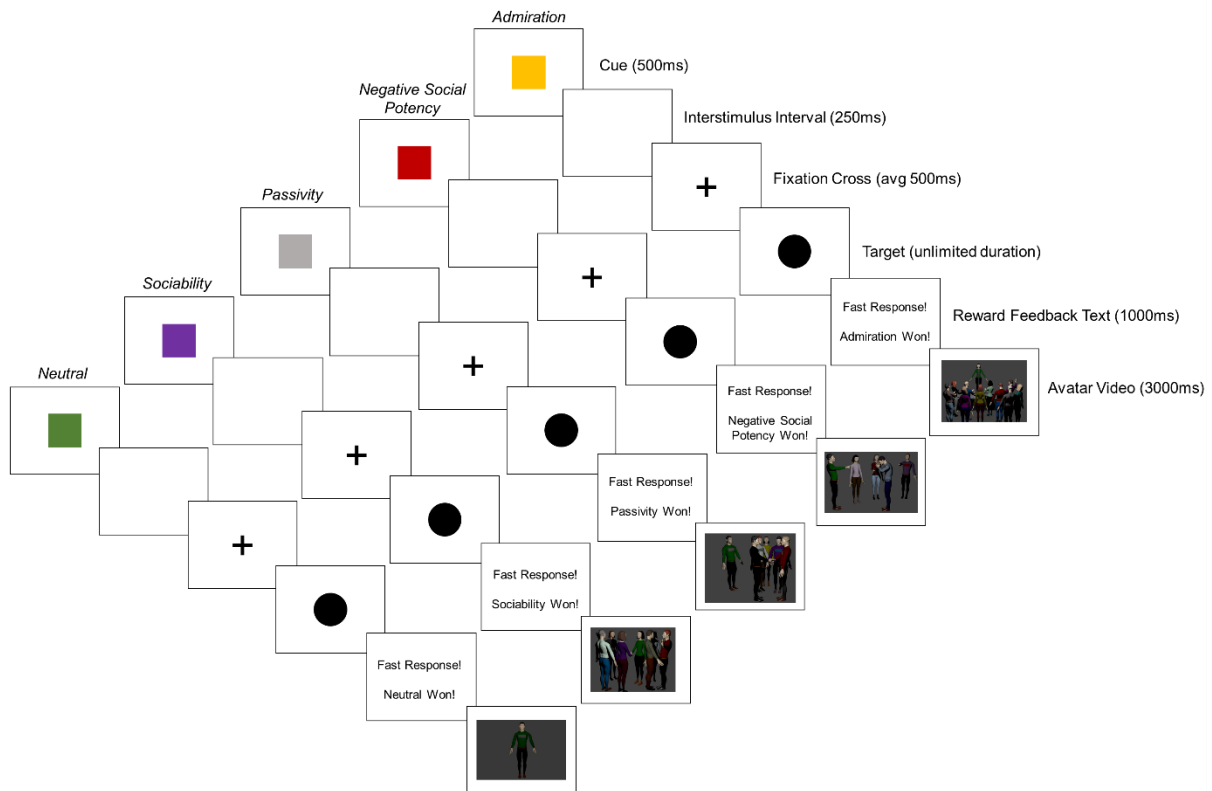 Admiration
Cue (500ms)
Negative Social
Potency
Interstimulus Interval (250ms)
Passivity
Fixation Cross (avg 500ms)
Target (unlimited duration)
Sociability
Fast Response!
Admiration Won!
Reward Feedback Text (1000ms)
Neutral
Avatar Video (3000ms)
Fast Response!
Negative Social
Potency Won!
Fast Response!
Passivity Won!
Fast Response!
Sociability Won!
Fast Response!
Neutral Won!